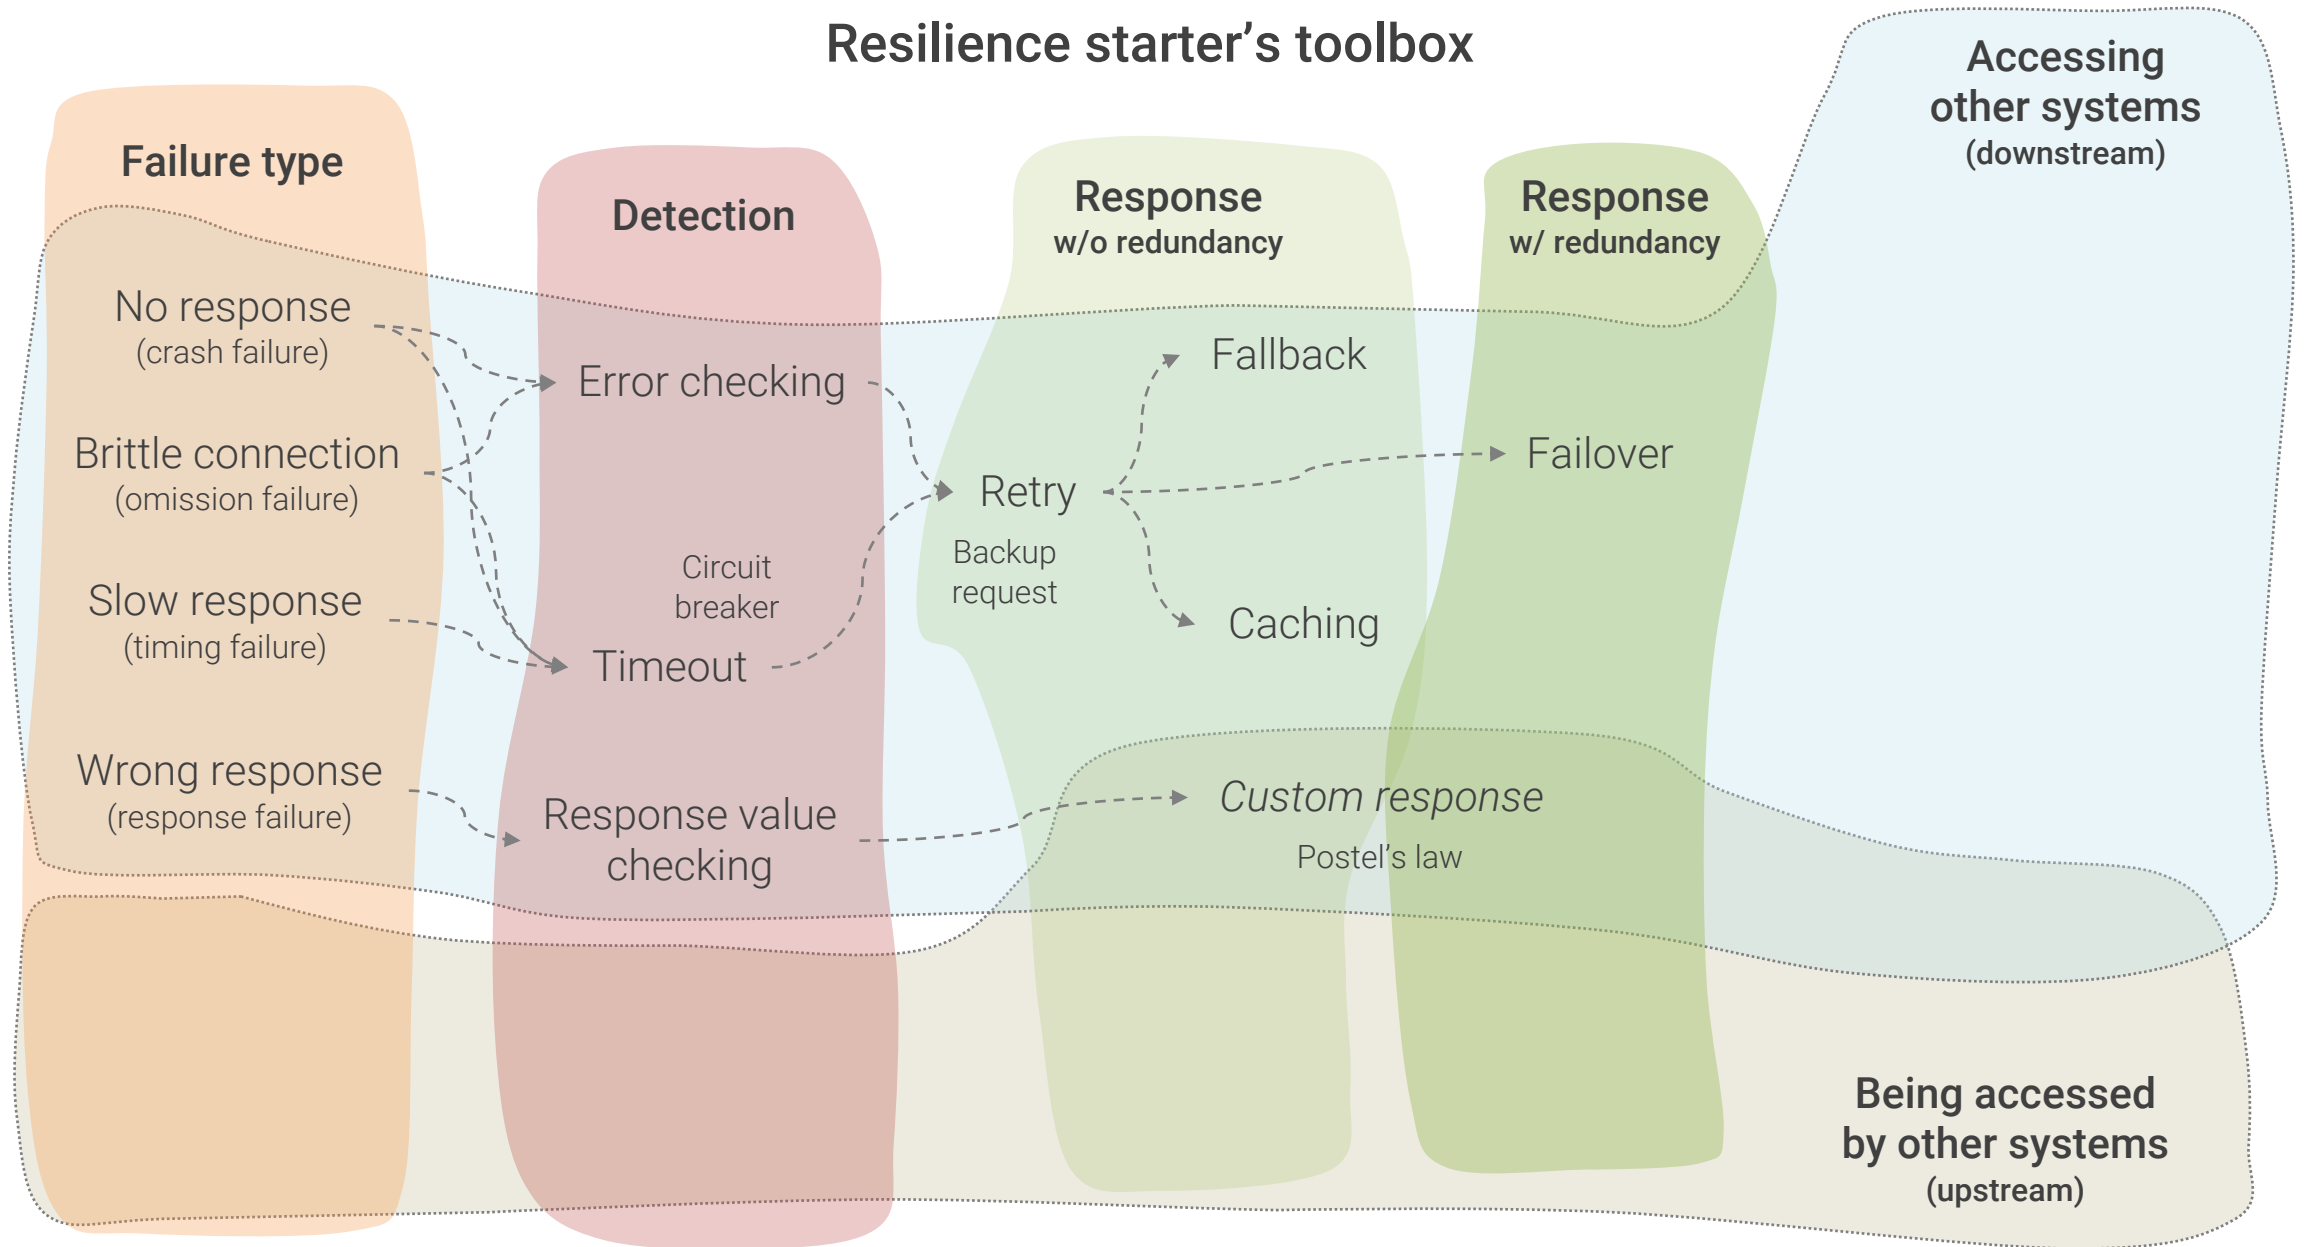 Resilience starter’s toolbox
Accessing
other systems
(downstream)
Failure type
Detection
Response
w/o redundancy
Response
w/ redundancy
No response
(crash failure)
Brittle connection
(omission failure)
Slow response
(timing failure)
Wrong response
(response failure)
Error checking
Circuit
breaker
Timeout
Response value
checking
Fallback
Retry
Backup
request
Caching
Failover
Custom response
Postel’s law
Being accessed
by other systems
(upstream)